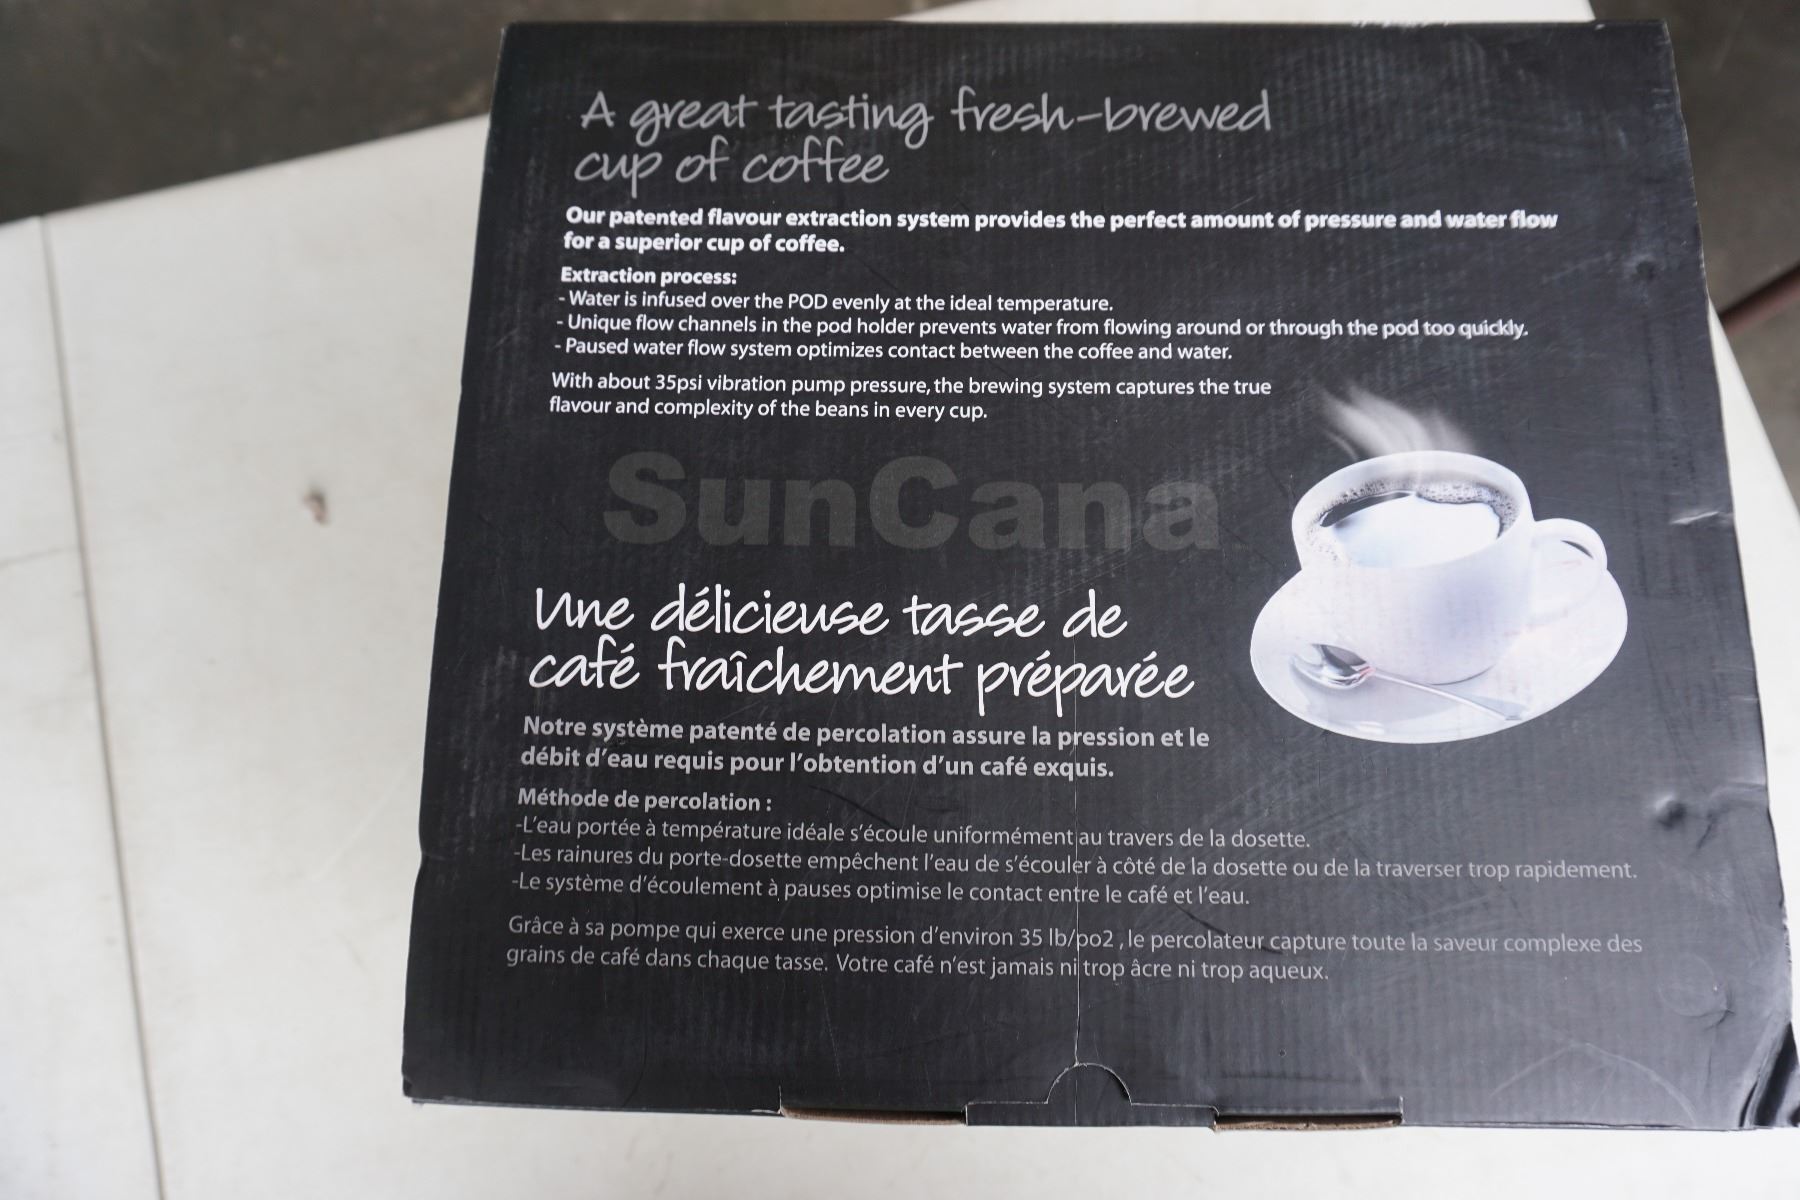 A great tasting fresh-brewed
cup of coffee
Our patented flavour extraction system provides the perfect amount of pressure and water flow
for a superior cup of coffee.
Extraction process:
- Water is infused over the POD evenly at the ideal temperature.
- Unique flow channels in the pod holder prevents water from flowing around or through the pod too quickly.
- Paused water flow system optimizes contact between the coffee and water.
With about 35psi vibration pump pressure, the brewing system captures the true
flavour and complexity of the beans in every cup.
SunCana
Une délicieuse tasse de
café fraîchement préparée
Notre système patenté de percolation assure la pression et le
débit d'eau requis pour l'obtention d'un café exquis.
Méthode de percolation :
-L'eau portée à température idéale s'écoule uniformément au travers de la dosette.
-Les rainures du porte-dosette empêchent l'eau de s'écouler à côté de la dosette ou de la traverser trop rapidement.
-Le système d'écoulement à pauses optimise le contact entre le café et l'eau.
Grâce à sa pompe qui exerce une pression d'environ 35 lb/po2 , le percolateur capture toute la saveur complexe des
grains de café dans chaque tasse. Votre café n'est jamais ni trop âcre ni trop aqueux.